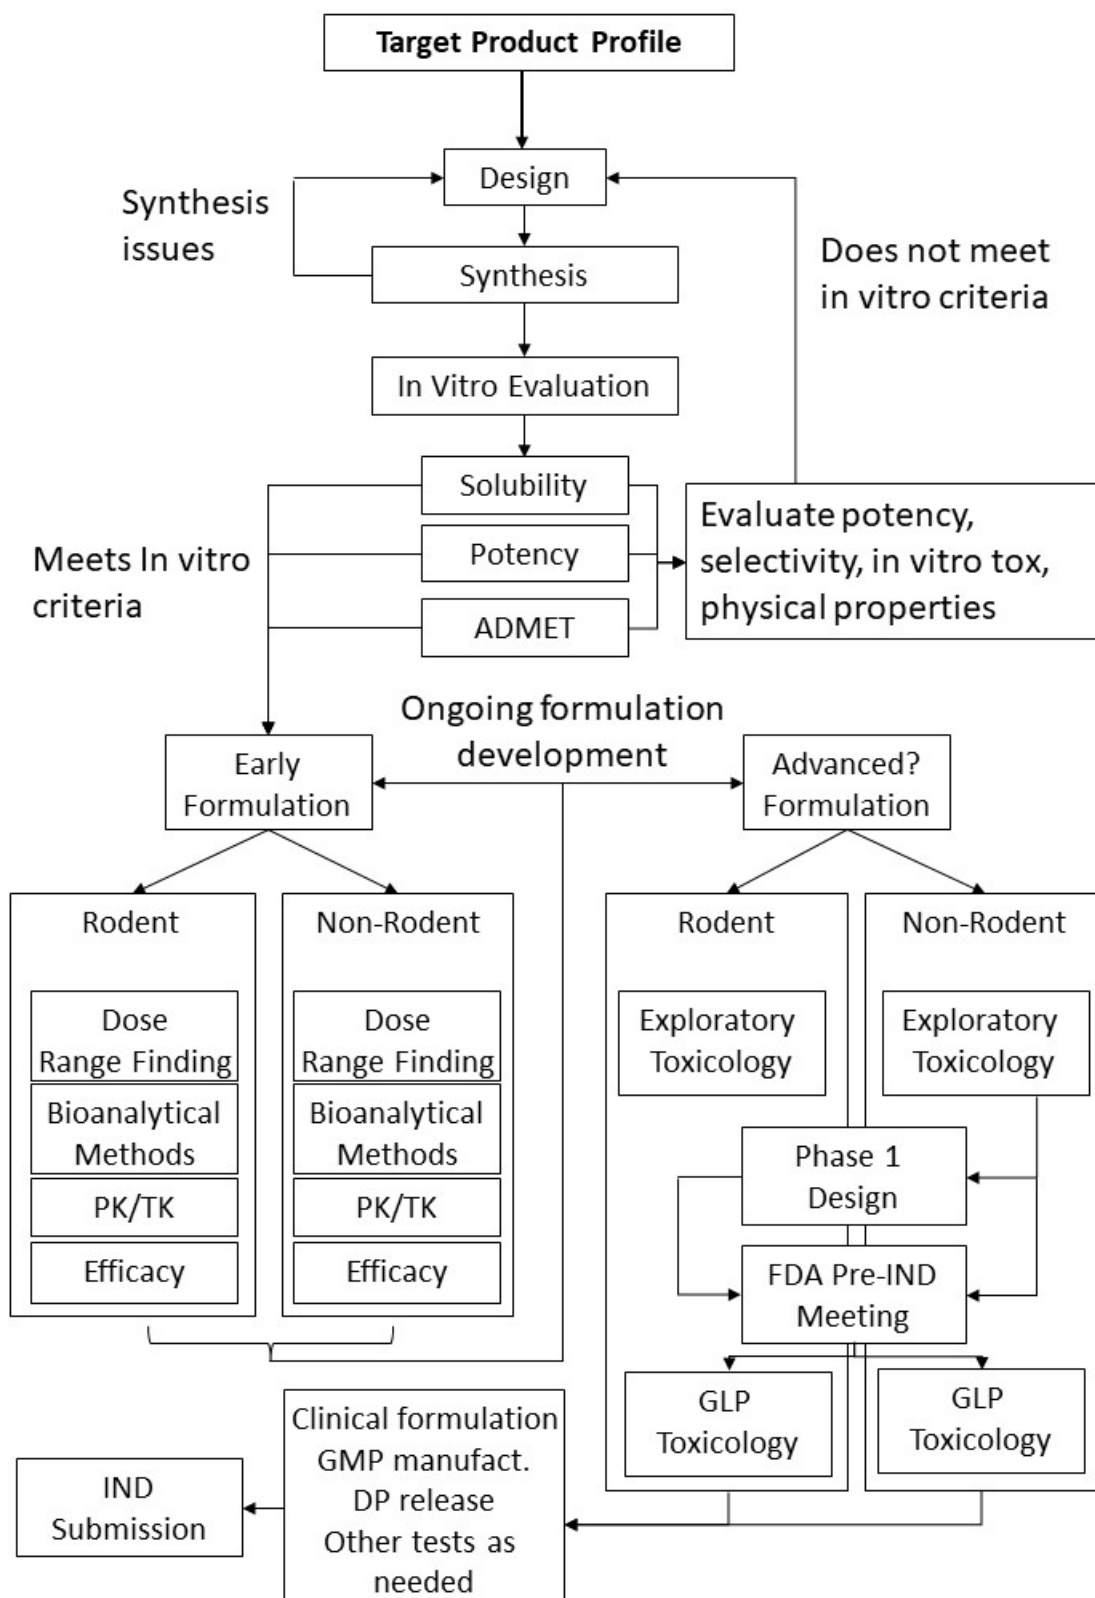 Target Product Profile
Design
Synthesis
issues
Does not meet
in vitro criteria
Synthesis
In Vitro Evaluation
Solubility
Potency
ADMET
Evaluate potency,
selectivity, in vitro tox,
physical properties
Meets In vitro
criteria
Ongoing formulation
development
Early
Formulation
Advanced?
Formulation
Rodent
Dose
Range Finding
Bioanalytical
Methods
PK/TK
Efficacy
Non-Rodent
Dose
Range Finding
Bioanalytical
Methods
PK/TK
Efficacy
Rodent
Exploratory
Toxicology
Non-Rodent
Exploratory
Toxicology
Phase 1
Design
FDA Pre-IND
Meeting
GLP
Toxicology
GLP
Toxicology
Clinical formulation
GMP manufact.
DP release
Other tests as
needed
IND
Submission